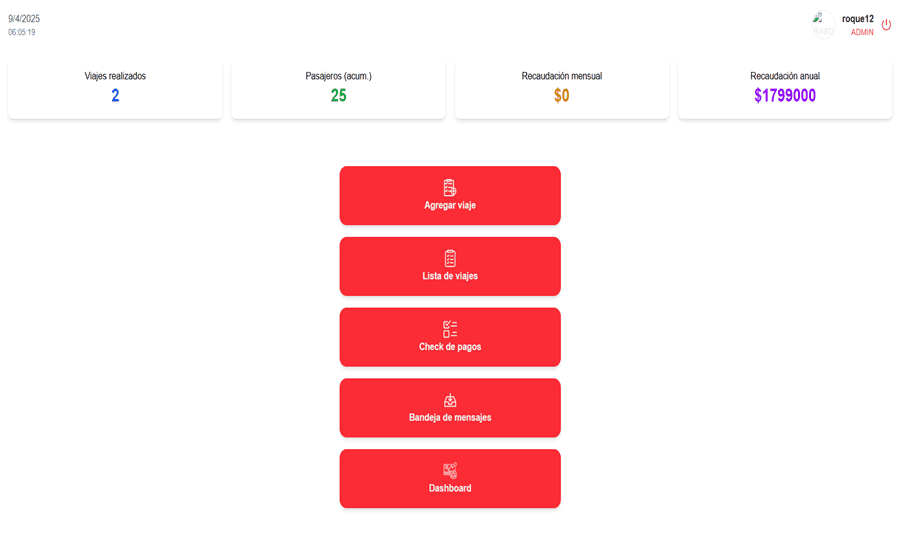 9/4/2025
06:05:19
roque12
ADMIN
Viajes realizados
2
Pasajeros (acum.)
25
Recaudación mensual
$0
Recaudación anual
$1799000
Agregar viaje
Lista de viajes
Check de pagos
Bandeja de mensajes
Dashboard